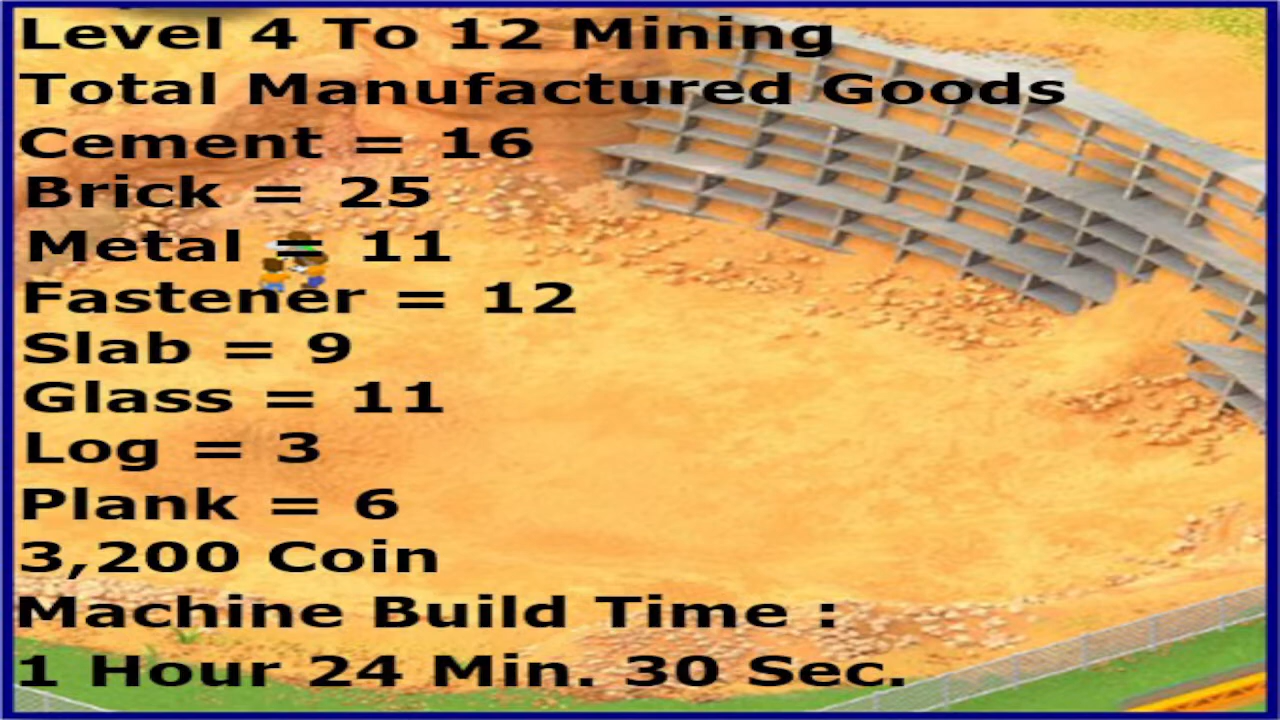 Level 4 To 12 Mining
Total Manufactured Goods
Cement = 16
Brick = 25
Metal = 11
Fastener = 12
Slab = 9
Glass = 11
Log = 3
Plank = 6
3,200 Coin
Machine Build Time :
1 Hour 24 Min. 30 Sec.